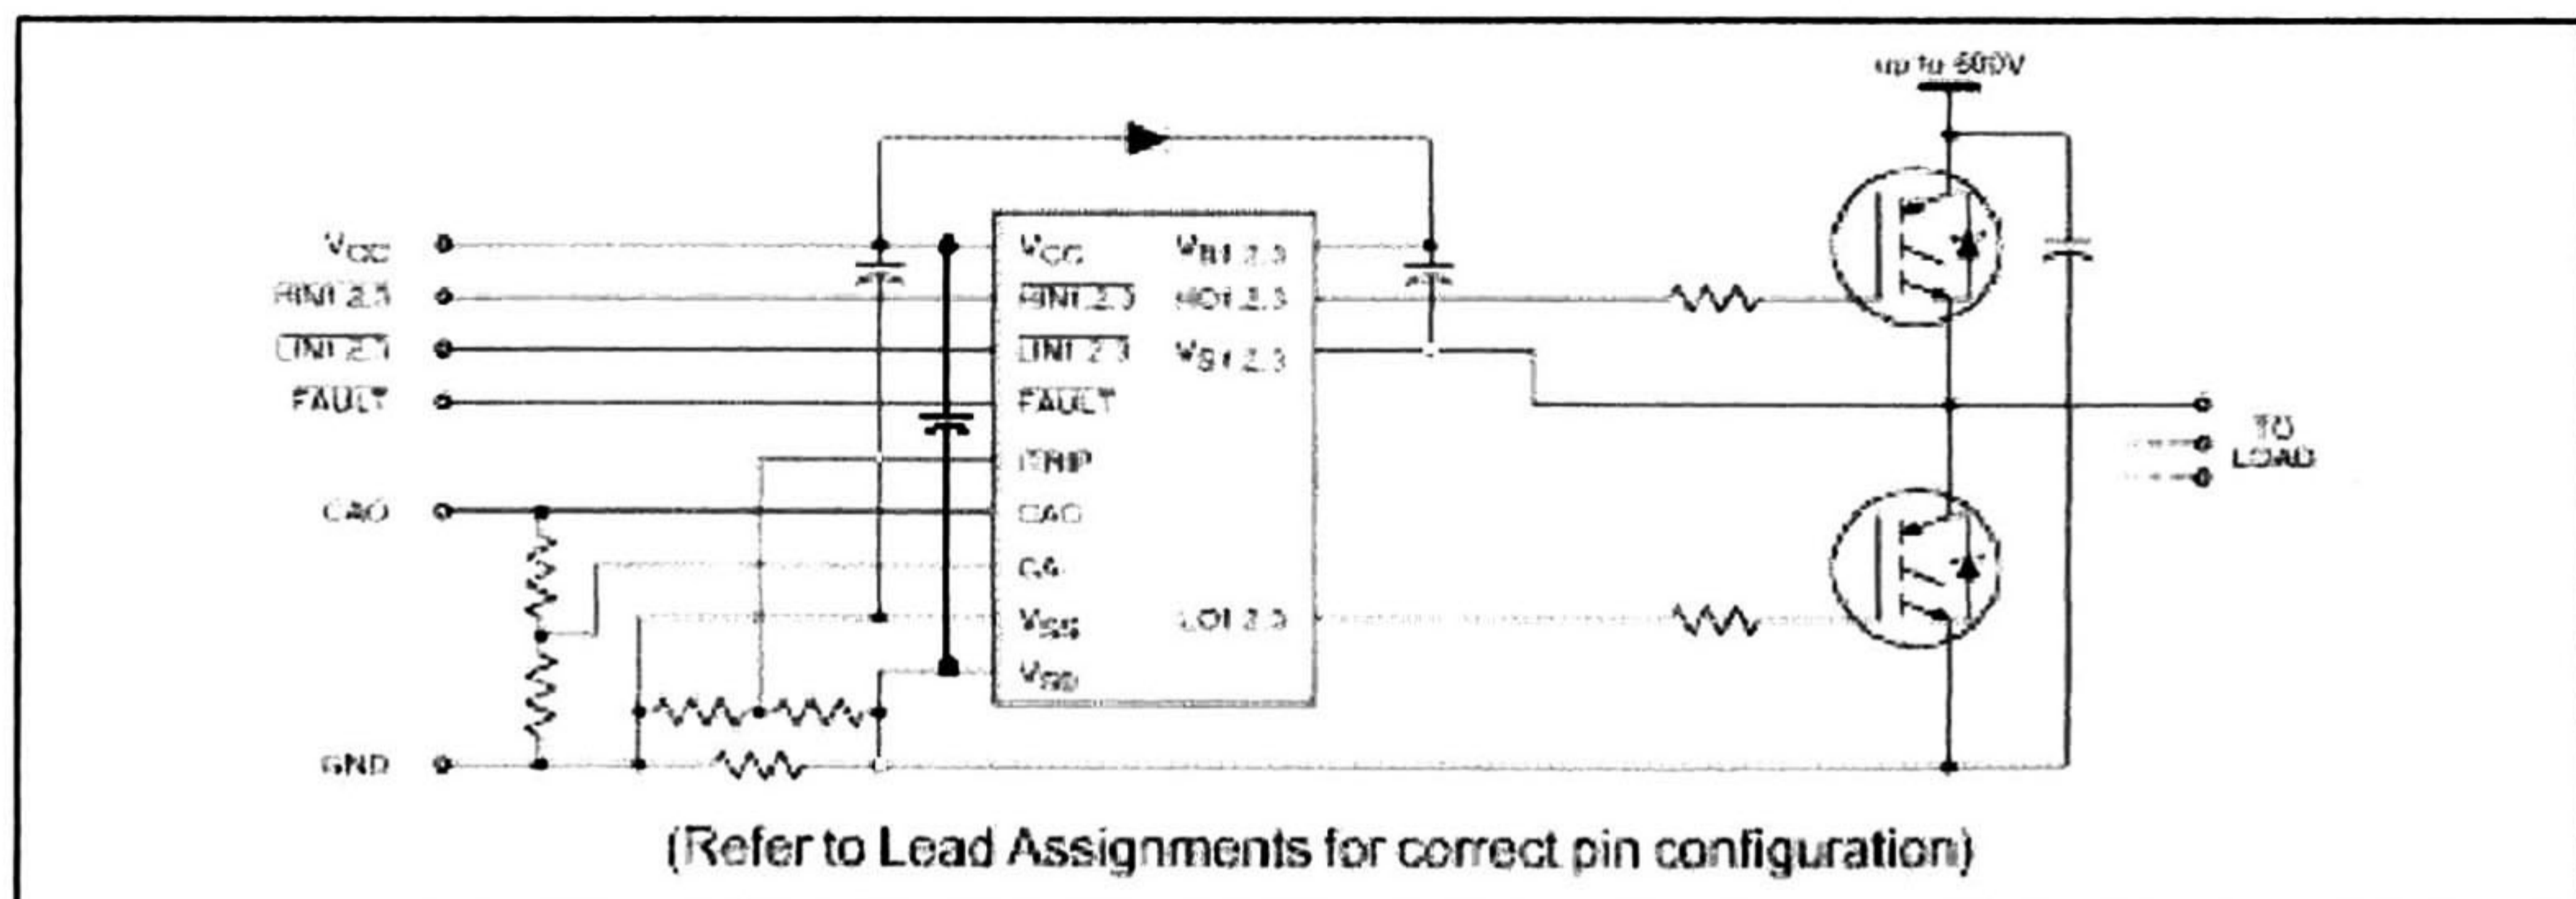 up to 600V
VCC
HIN1,2,3
LIN1,2,3
FAULT
CAO
GND
VCC
HIN1,2,3
LIN1,2,3
FAULT
ITRIP
CAO
CA-
VSS
VS0
VB1,2,3
HO1,2,3
VS1,2,3
LO1,2,3
TO
LOAD
(Refer to Lead Assignments for correct pin configuration)